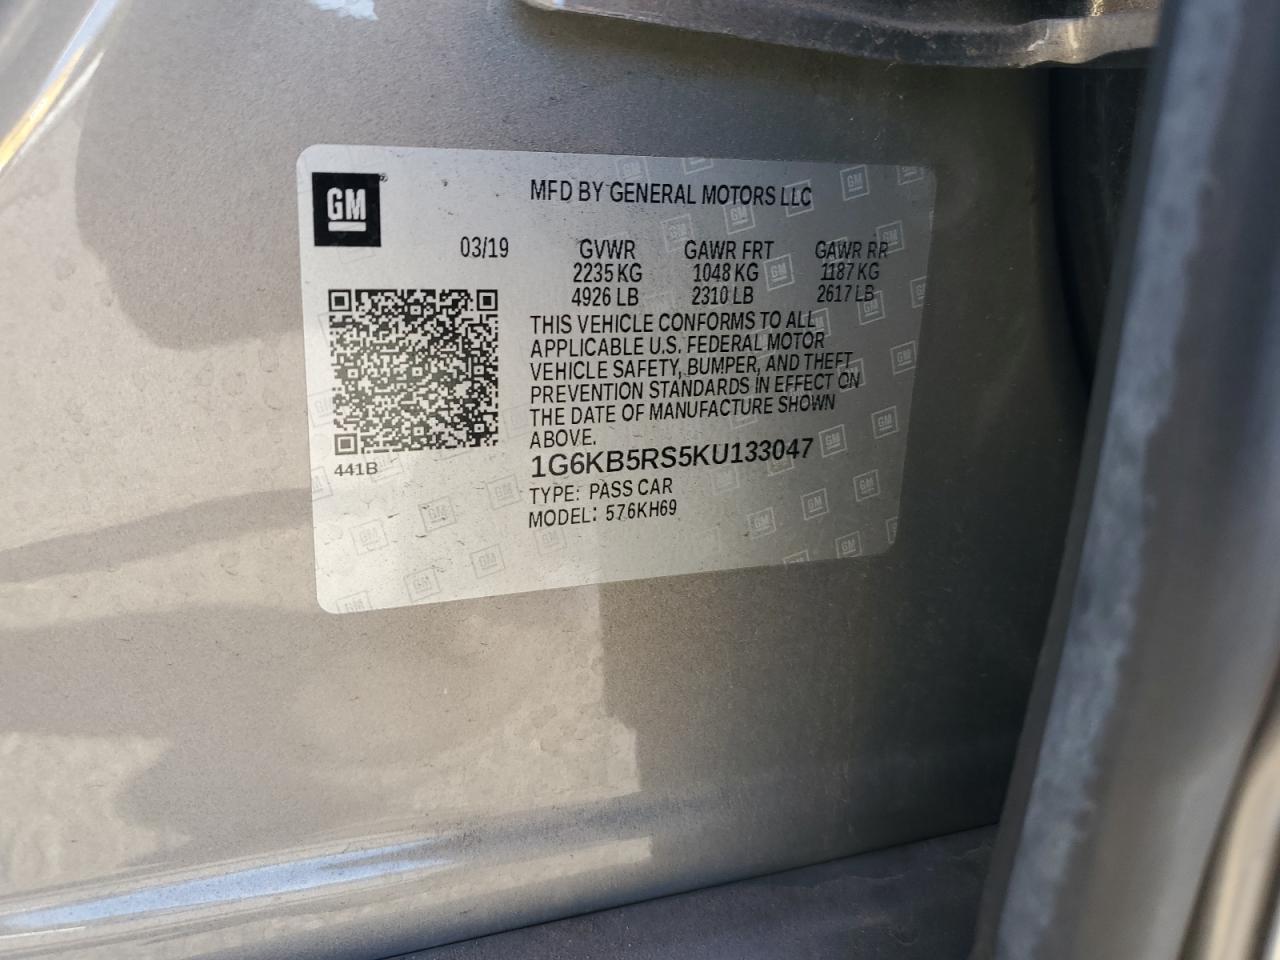 GM
MFD BY GENERAL MOTORS LLC
03/19 GVWR GAWR FRT GAWR RR
2235 KG 1048 KG 1187 KG
4926 LB 2310 LB 2617 LB
THIS VEHICLE CONFORMS TO ALL
APPLICABLE U.S. FEDERAL MOTOR
VEHICLE SAFETY, BUMPER, AND THEFT
PREVENTION STANDARDS IN EFFECT ON
THE DATE OF MANUFACTURE SHOWN
ABOVE.
441B
1G6KB5RS5KU133047
TYPE: PASS CAR
MODEL: 576KH69